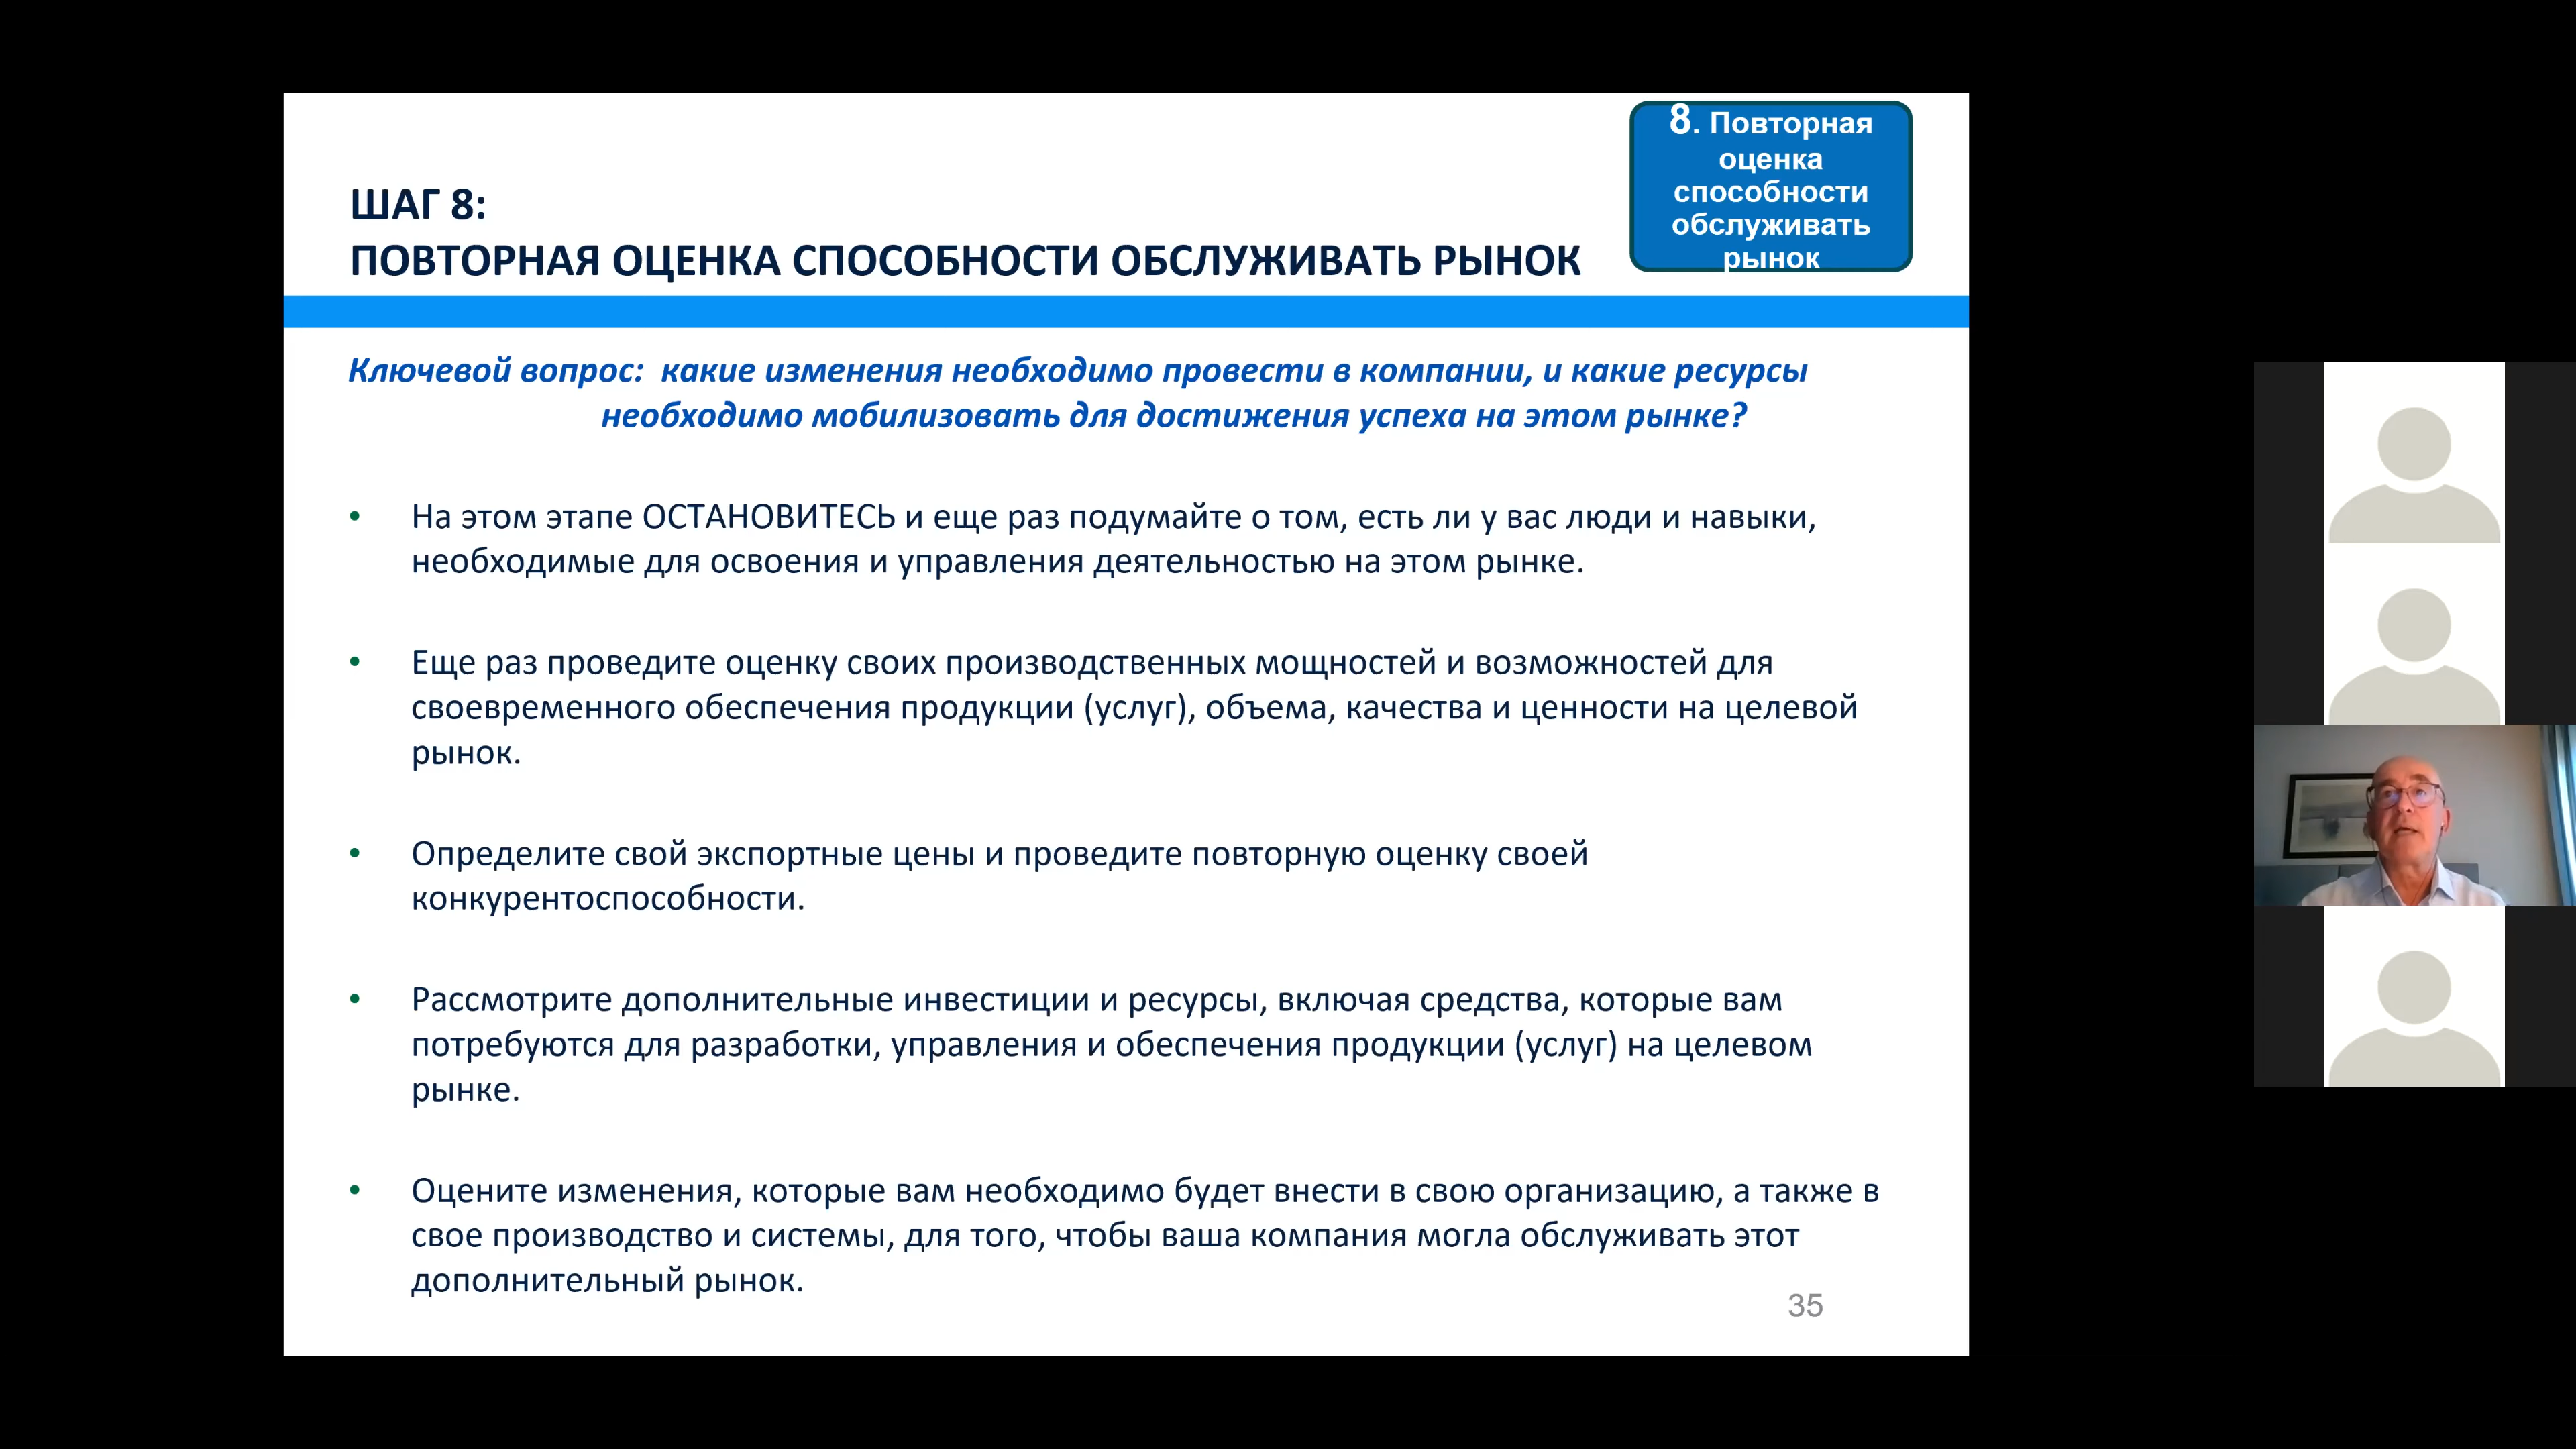 8. Повторная
оценка
способности
обслуживать
рынок
ШАГ 8:
ПОВТОРНАЯ ОЦЕНКА СПОСОБНОСТИ ОБСЛУЖИВАТЬ РЫНОК
Ключевой вопрос: какие изменения необходимо провести в компании, и какие ресурсы
необходимо мобилизовать для достижения успеха на этом рынке?
• На этом этапе ОСТАНОВИТЕСЬ и еще раз подумайте о том, есть ли у вас люди и навыки,
необходимые для освоения и управления деятельностью на этом рынке.
• Еще раз проведите оценку своих производственных мощностей и возможностей для
своевременного обеспечения продукции (услуг), объема, качества и ценности на целевой
рынок.
• Определите свой экспортные цены и проведите повторную оценку своей
конкурентоспособности.
• Рассмотрите дополнительные инвестиции и ресурсы, включая средства, которые вам
потребуются для разработки, управления и обеспечения продукции (услуг) на целевом
рынке.
• Оцените изменения, которые вам необходимо будет внести в свою организацию, а также в
свое производство и системы, для того, чтобы ваша компания могла обслуживать этот
дополнительный рынок.
35